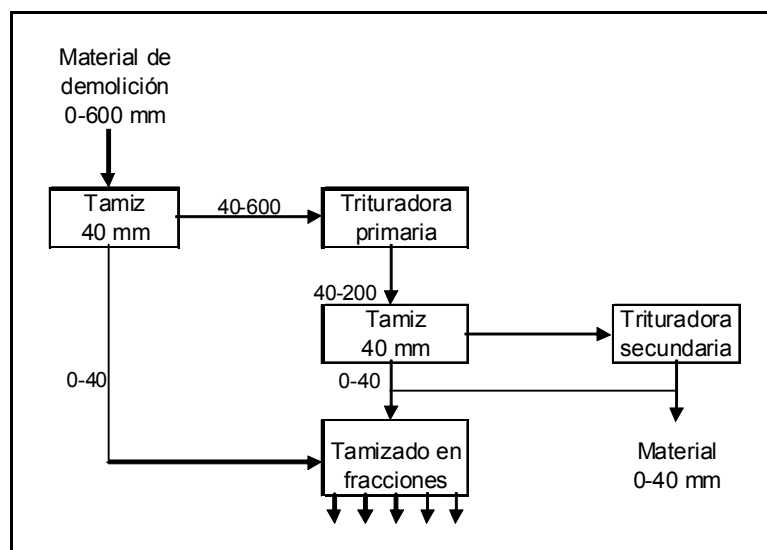 Material de
demolición
0-600 mm
Tamiz
40 mm
40-600
Trituradora
primaria
40-200
Tamiz
40 mm
Trituradora
secundaria
0-40
0-40
Tamizado en
fracciones
Material
0-40 mm